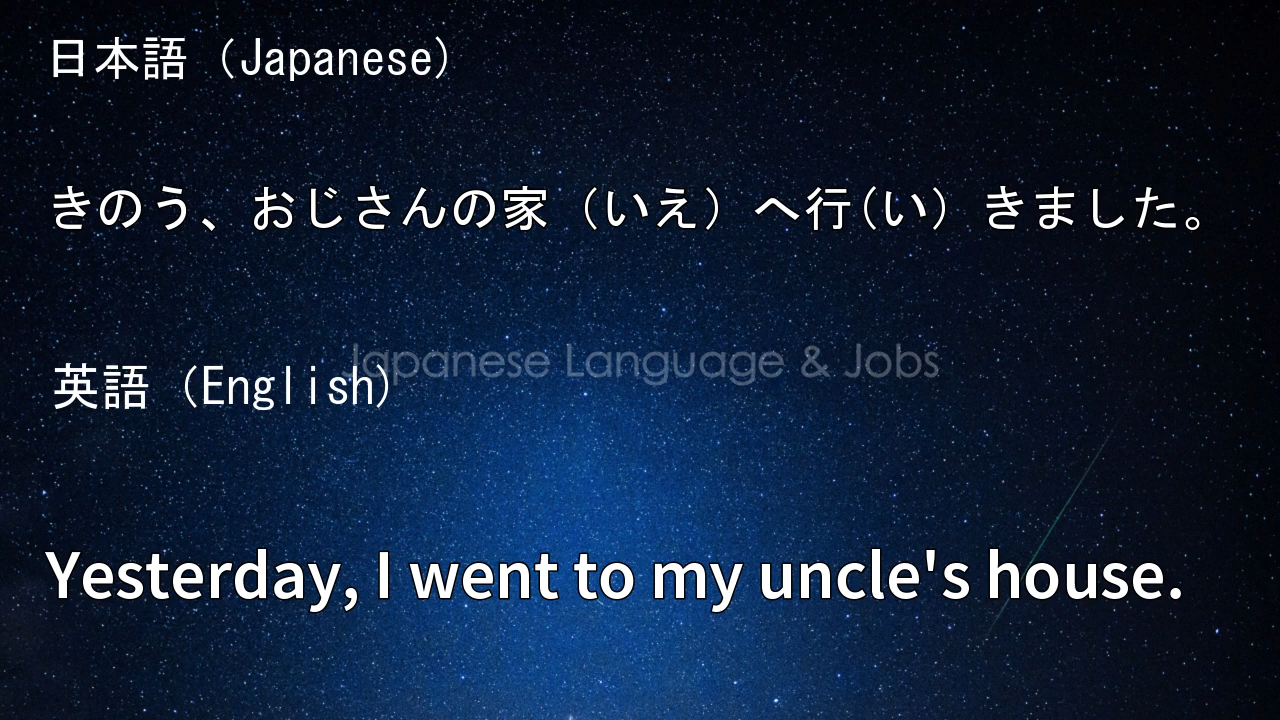 日本語（Japanese）
きのう、おじさんの家（いえ）へ行(い）きました。
Japanese Language & Jobs
英語（English）
Yesterday, I went to my uncle's house.